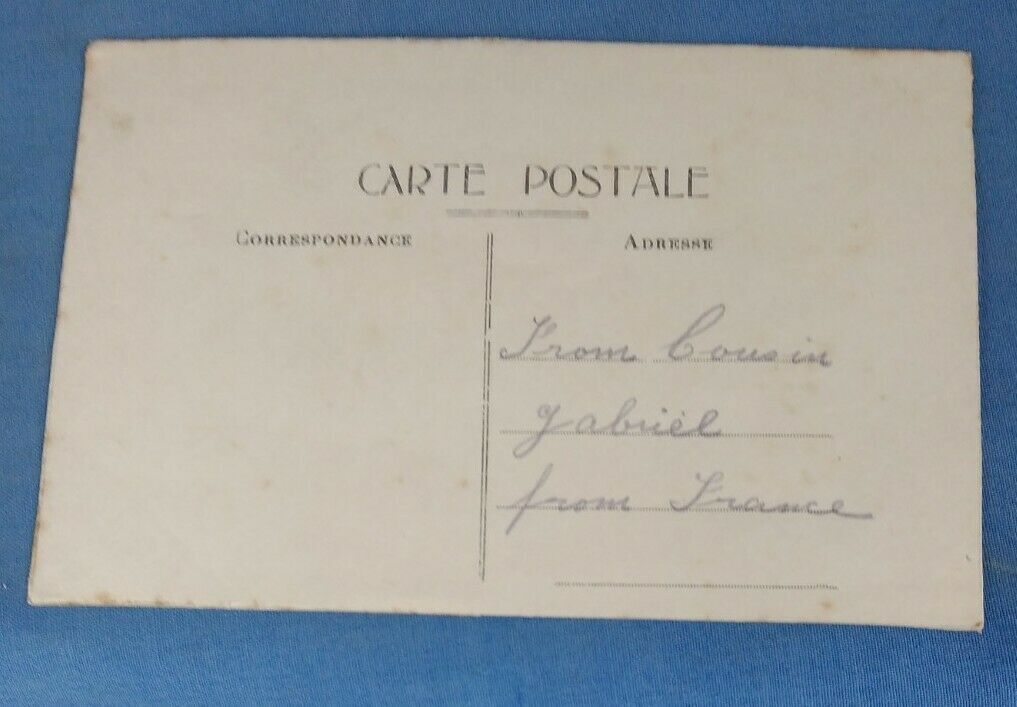 CARTE POSTALE
CORRESPONDANCE
ADRESSE
From Cousin
gabriel
from France